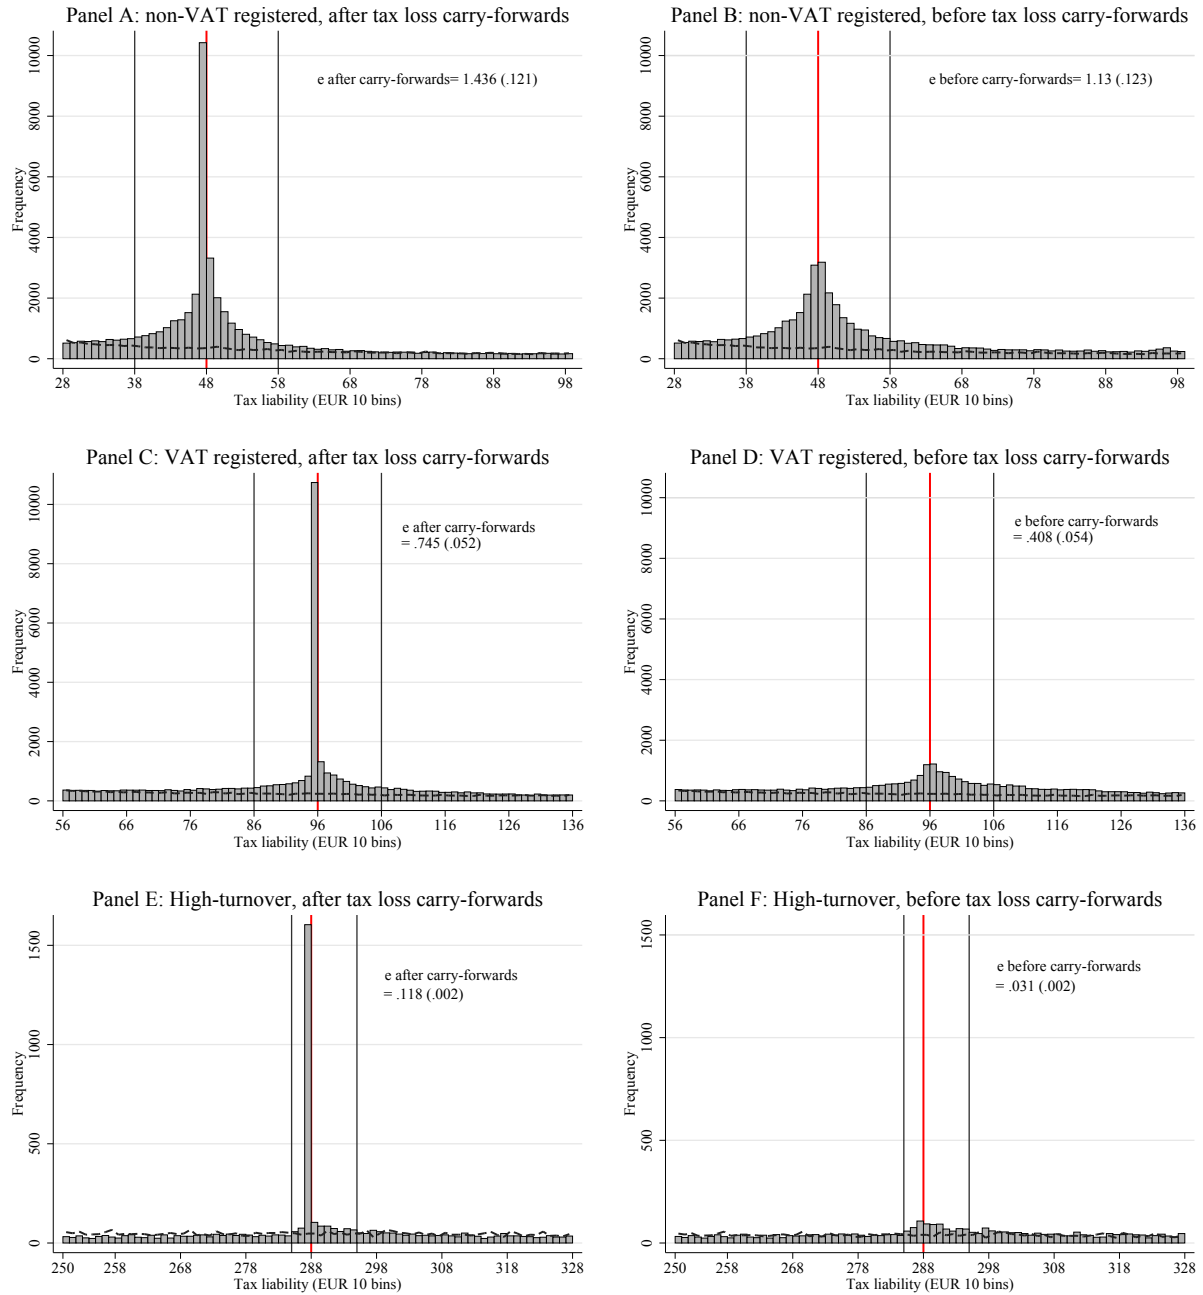 Panel A: non-VAT registered, after tax loss carry-forwards
e after carry-forwards= 1.436 (.121)
Frequency
0
2000
4000
6000
8000
10000
28 38 48 58 68 78 88 98
Tax liability (EUR 10 bins)
Panel B: non-VAT registered, before tax loss carry-forwards
e before carry-forwards= 1.13 (.123)
Frequency
0
2000
4000
6000
8000
10000
28 38 48 58 68 78 88 98
Tax liability (EUR 10 bins)
Panel C: VAT registered, after tax loss carry-forwards
e after carry-forwards
= .745 (.052)
Frequency
0
2000
4000
6000
8000
10000
56 66 76 86 96 106 116 126 136
Tax liability (EUR 10 bins)
Panel D: VAT registered, before tax loss carry-forwards
e before carry-forwards
= .408 (.054)
Frequency
0
2000
4000
6000
8000
10000
56 66 76 86 96 106 116 126 136
Tax liability (EUR 10 bins)
Panel E: High-turnover, after tax loss carry-forwards
e after carry-forwards
= .118 (.002)
Frequency
0
500
1000
1500
250 258 268 278 288 298 308 318 328
Tax liability (EUR 10 bins)
Panel F: High-turnover, before tax loss carry-forwards
e before carry-forwards
= .031 (.002)
Frequency
0
500
1000
1500
250 258 268 278 288 298 308 318 328
Tax liability (EUR 10 bins)